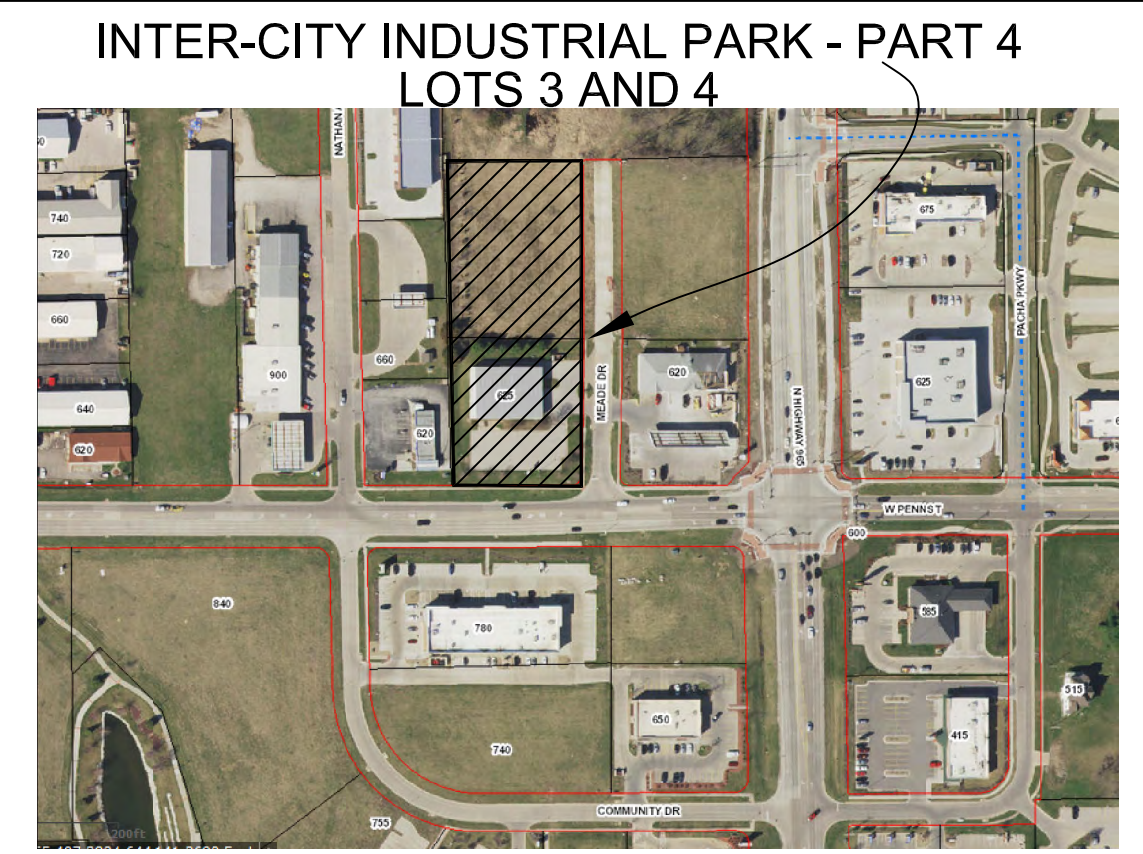 INTER-CITY INDUSTRIAL PARK - PART 4
LOTS 3 AND 4
NATHAN
740
720
660
640
620
900
660
620
625
MEADE DR
620
N HIGHWAY 965
675
625
PACHA PKWY
W PENN ST
600
840
780
740
650
585
515
415
COMMUNITY DR
755
200ft